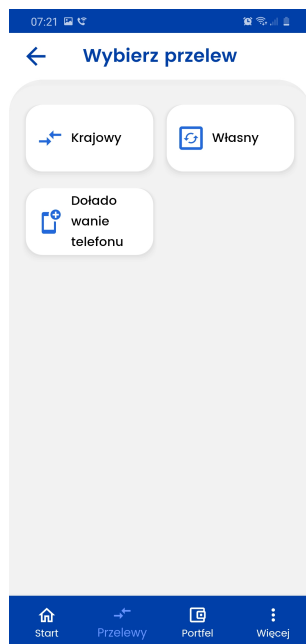 07:21
Wybierz przelew
Krajowy
Własny
Dołado
wanie
telefonu
Start
Przelewy
Portfel
Więcej